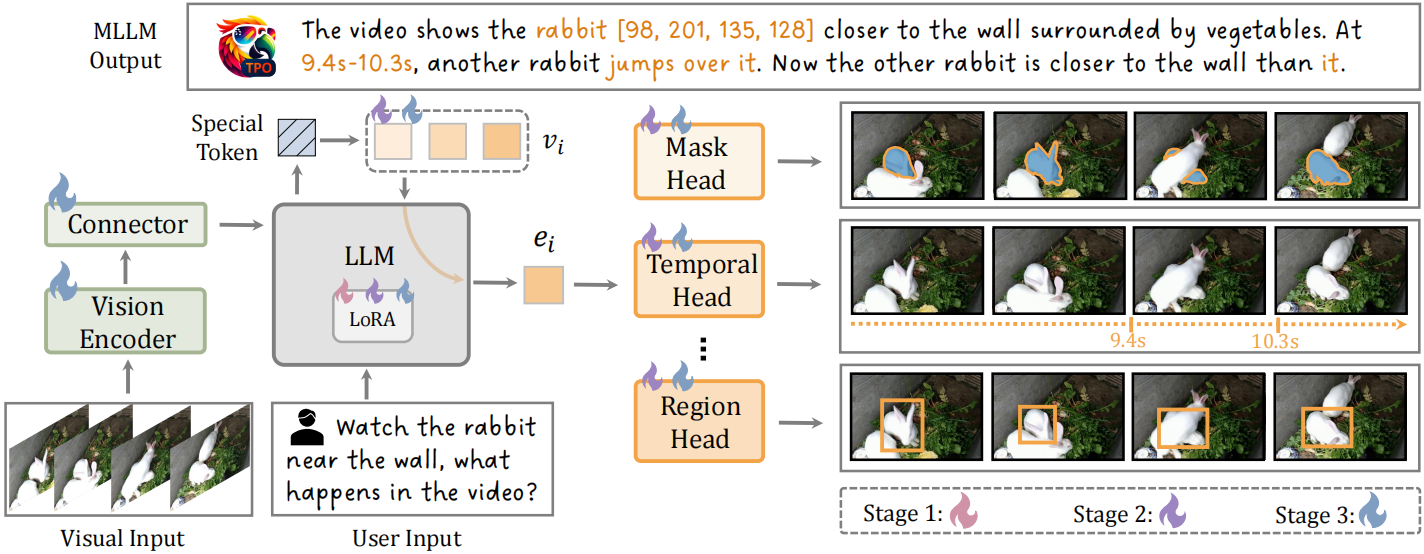 MLLM
Output
TPO
The video shows the rabbit [98, 201, 135, 128] closer to the wall surrounded by vegetables. At
9.4s-10.3s, another rabbit jumps over it. Now the other rabbit is closer to the wall than it.
Special
Token
v_i
Connector
Vision
Encoder
LLM
LoRA
e_i
Mask
Head
Temporal
Head
Region
Head
9.4s
10.3s
Watch the rabbit
near the wall, what
happens in the video?
Visual Input
User Input
Stage 1:
Stage 2:
Stage 3: